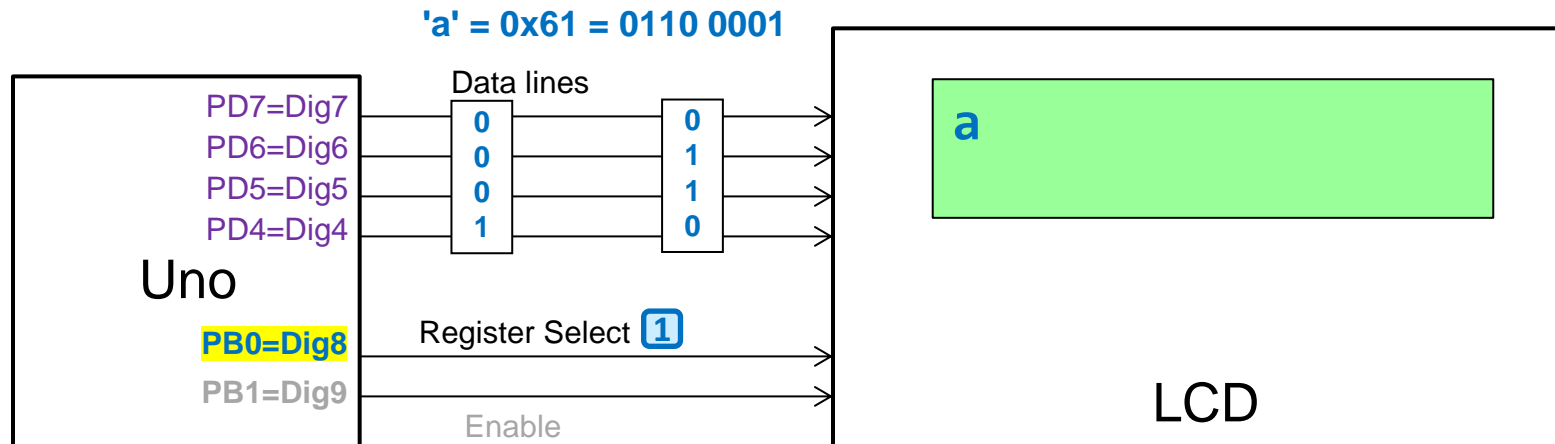 'a' = 0x61 = 0110 0001
Data lines
PD7=Dig7
0
0
a
PD6=Dig6
0
1
PD5=Dig5
0
1
PD4=Dig4
1
0
Uno
PB0=Dig8
Register Select 1
PB1=Dig9
Enable
LCD